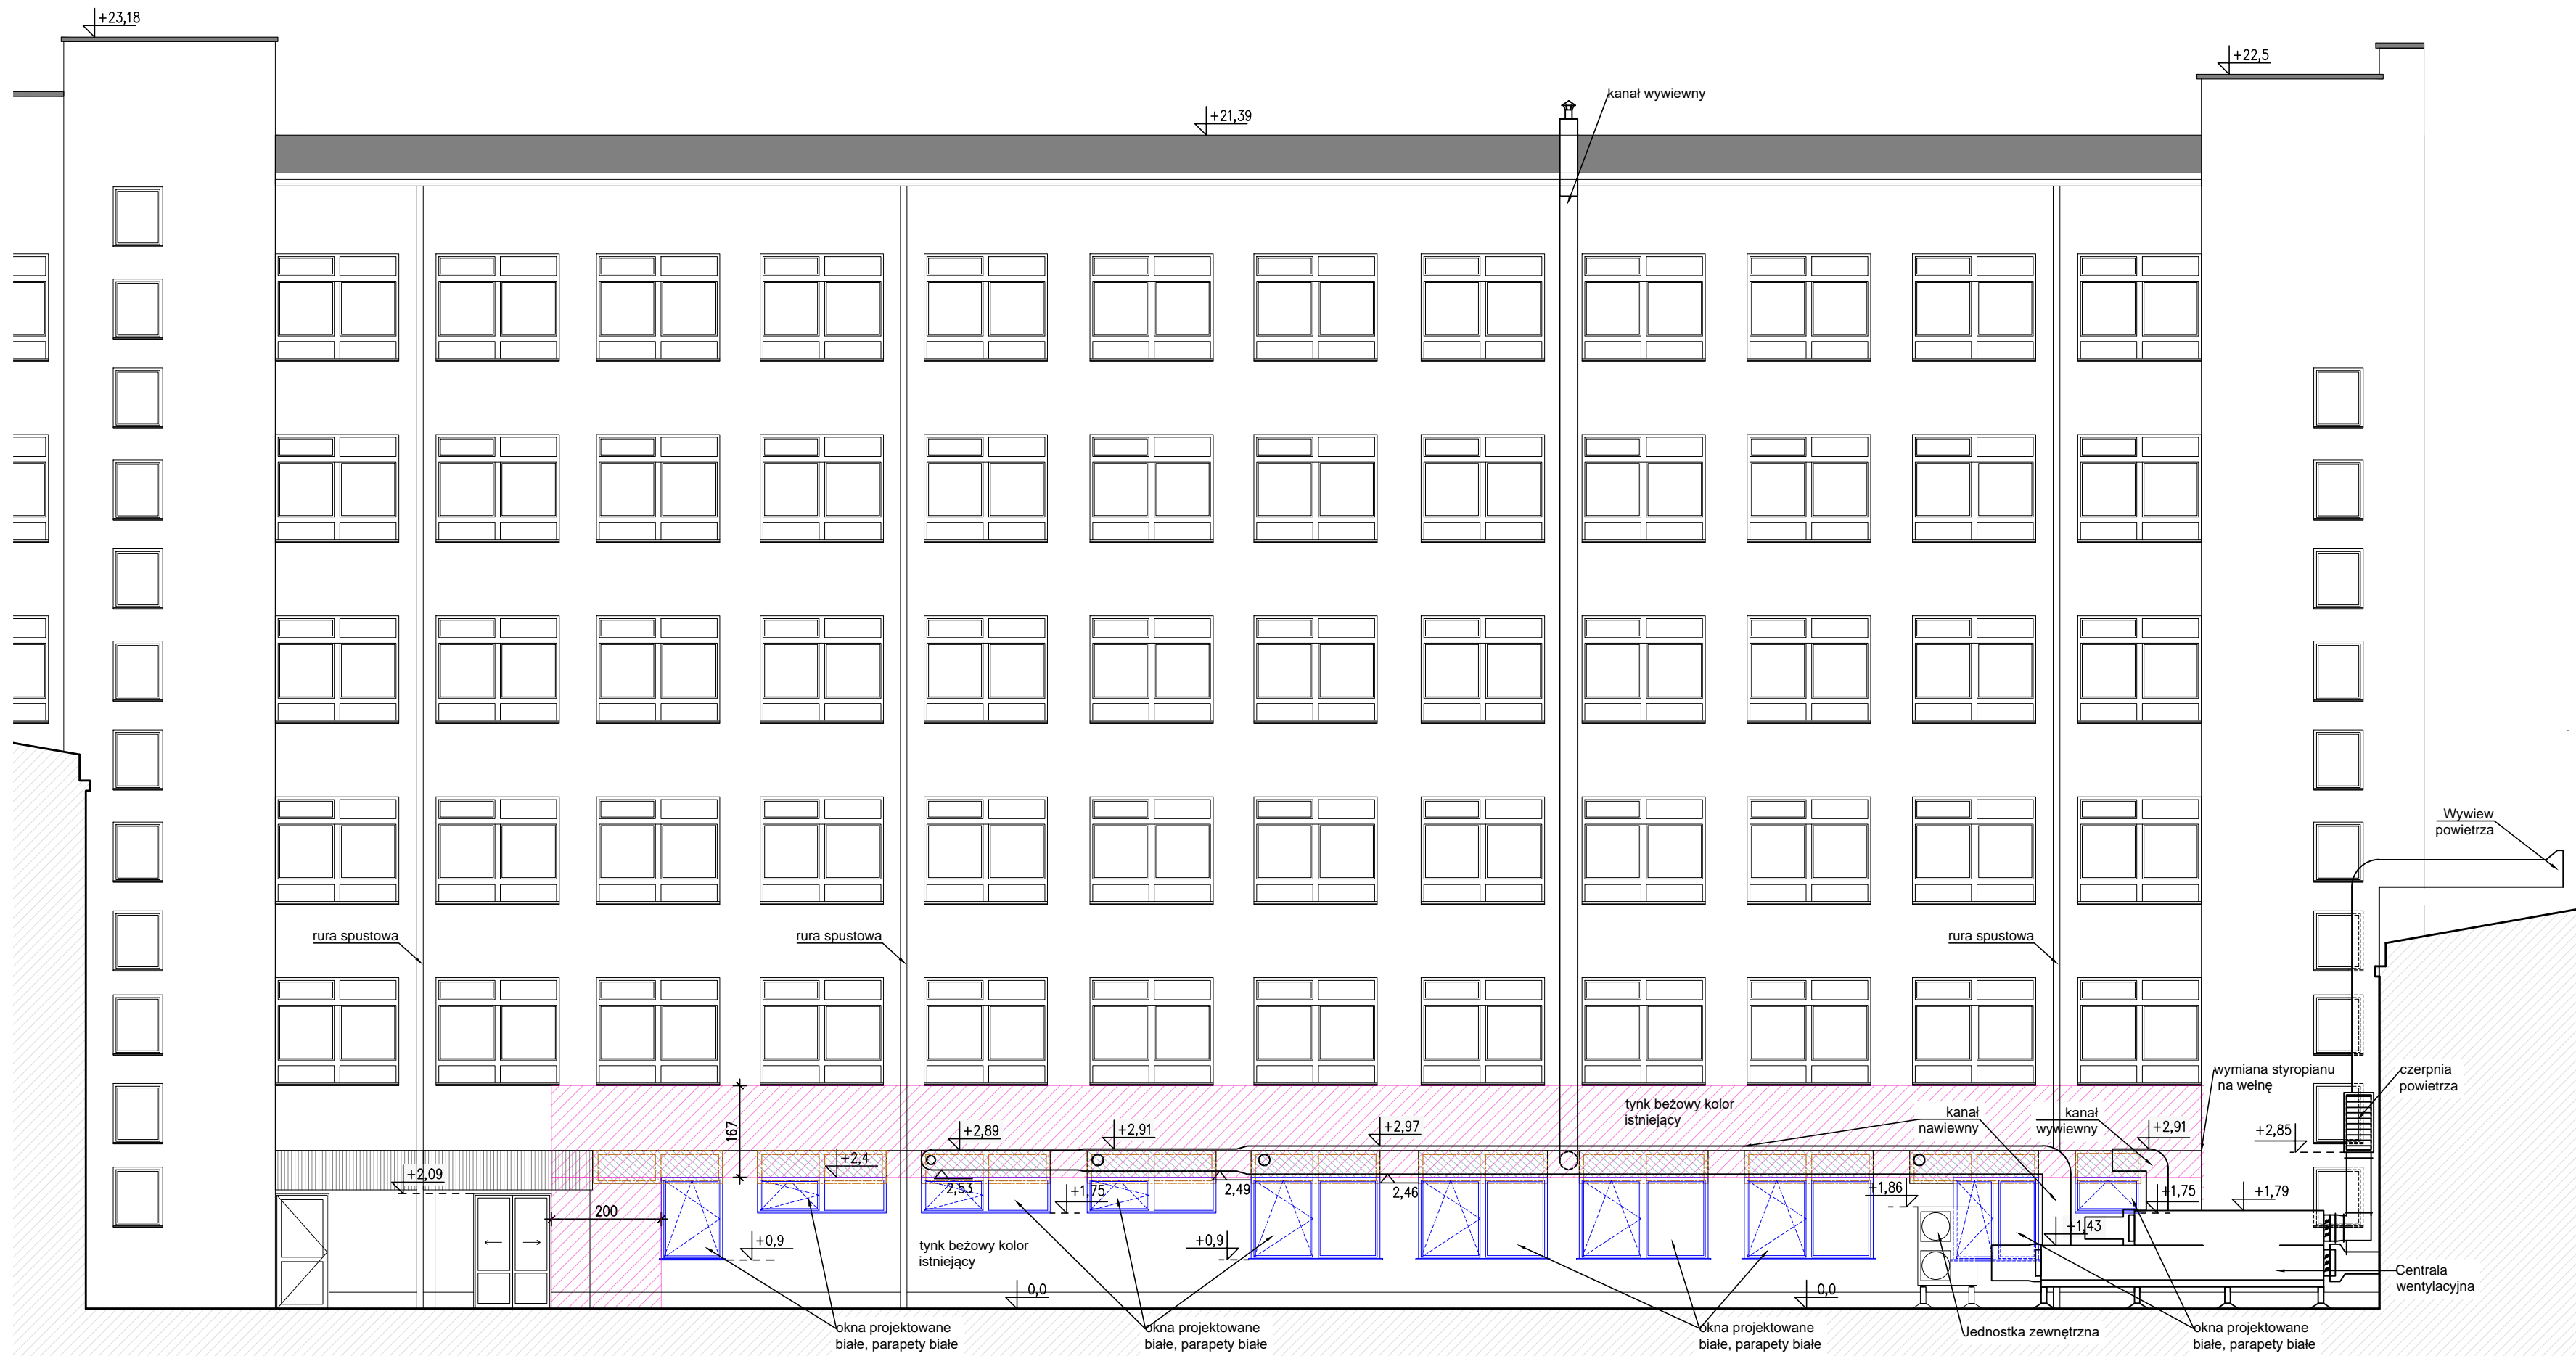 +23,18
+22,5
kanał wywiewny
+21,39
Wywiew
powietrza
rura spustowa
rura spustowa
rura spustowa
wymiana styropianu
na wełnę
czerpnia
powietrza
tynk beżowy kolor
istniejący
kanał
nawiewny
kanał
wywiewny
167
+2,89
+2,91
+2,97
+2,91
+2,85
+2,4
+2,09
2,53
2,49
2,46
+1,75
+1,86
+1,75
+1,79
200
+0,9
tynk beżowy kolor
istniejący
+0,9
+1,43
Centrala
wentylacyjna
0,0
0,0
okna projektowane
białe, parapety białe
okna projektowane
białe, parapety białe
okna projektowane
białe, parapety białe
Jednostka zewnętrzna
okna projektowane
białe, parapety białe